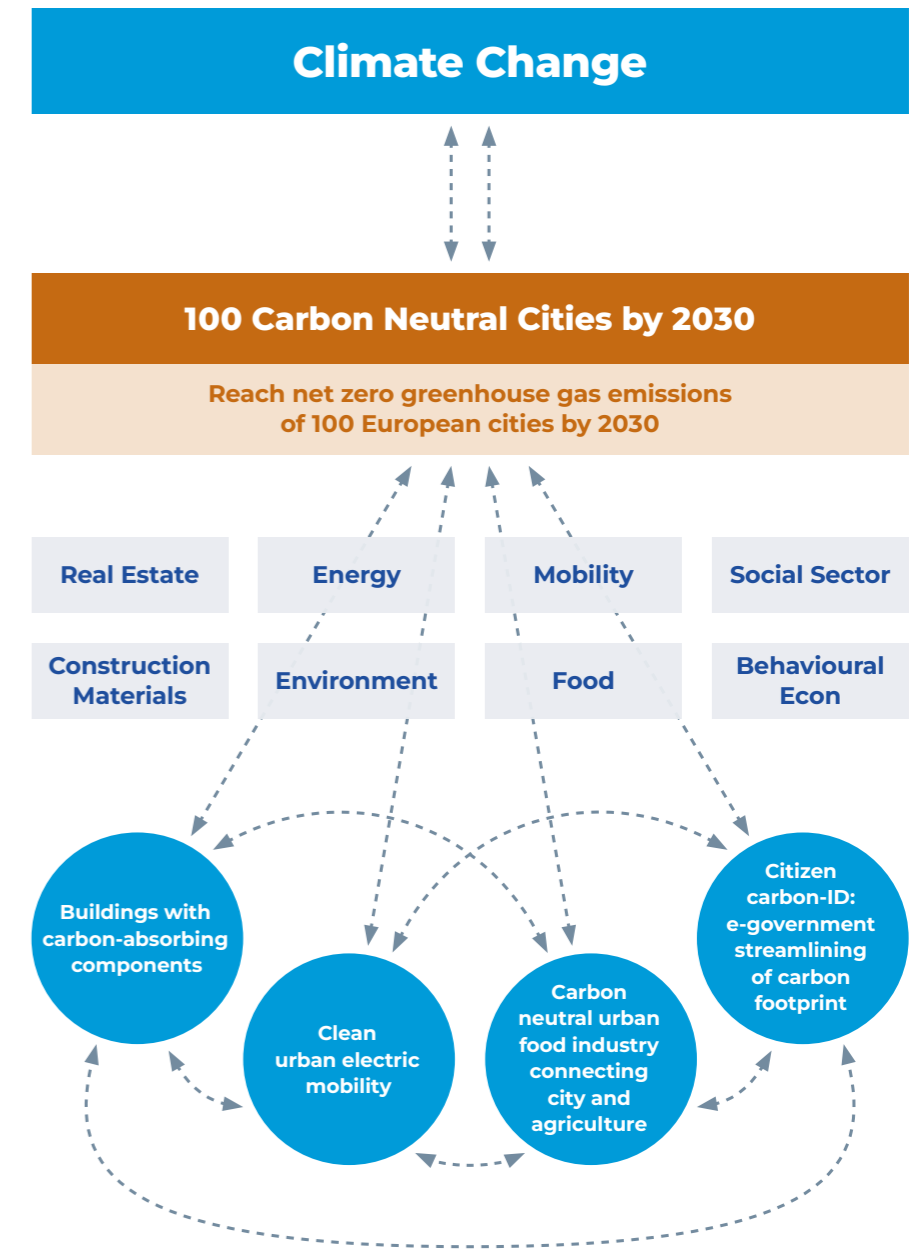 Climate Change
100 Carbon Neutral Cities by 2030
Reach net zero greenhouse gas emissions
of 100 European cities by 2030
Real Estate
Energy
Mobility
Social Sector
Construction
Materials
Environment
Food
Behavioural
Econ
Buildings with
carbon-absorbing
components
Clean
urban electric
mobility
Carbon
neutral urban
food industry
connecting
city and
agriculture
Citizen
carbon-ID:
e-government
streamlining
of carbon
footprint